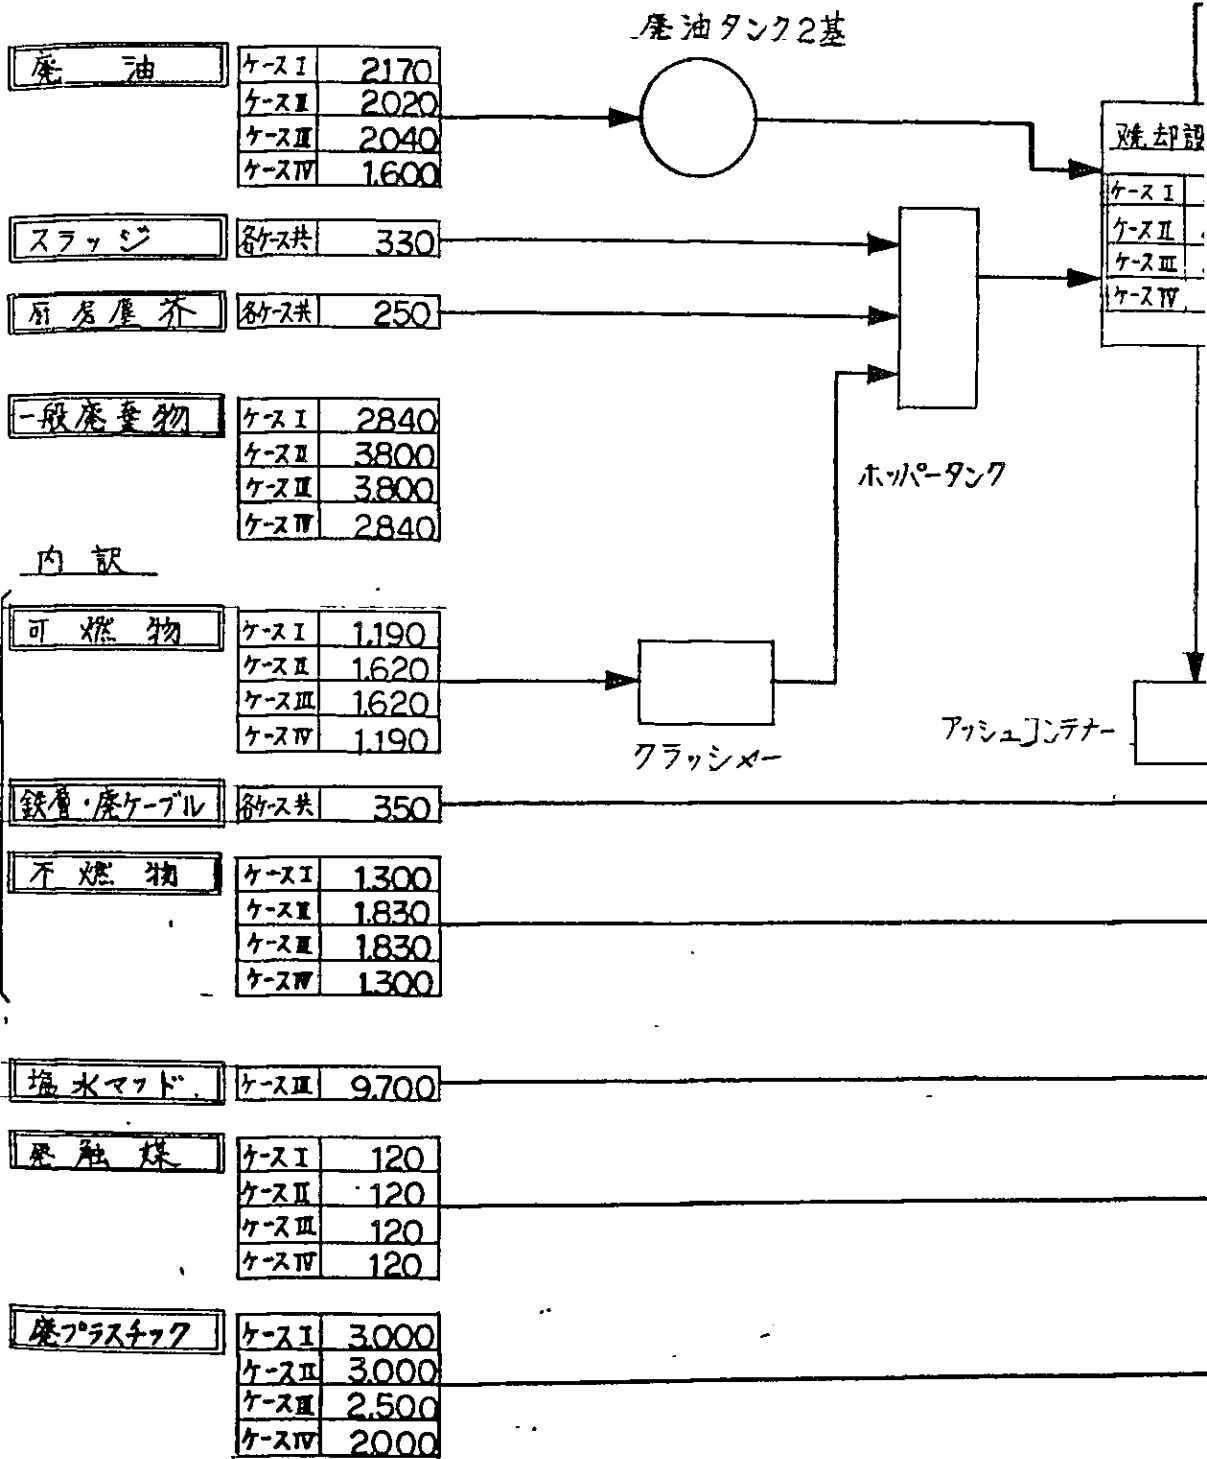 廃油タンク2基
廃油
ケースI 2170
ケースII 2020
ケースIII 2040
ケースIV 1,600
焼却設
ケースI
ケースII
ケースIII
ケースIV
スラッジ 各ケース共 330
厨房塵芥 各ケース共 250
一般廃棄物
ケースI 2840
ケースII 3800
ケースIII 3,800
ケースIV 2,840
ホッパータンク
内訳
可燃物
ケースI 1,190
ケースII 1,620
ケースIII 1,620
ケースIV 1,190
クラッシャー
アッシュコンテナー
鉄屑・廃ケーブル 各ケース共 350
不燃物
ケースI 1,300
ケースII 1,830
ケースIII 1,830
ケースIV 1,300
塩水マッド ケースIII 9,700
廃触媒
ケースI 120
ケースII 120
ケースIII 120
ケースIV 120
廃プラスチック
ケースI 3,000
ケースII 3,000
ケースIII 2,500
ケースIV 2,000